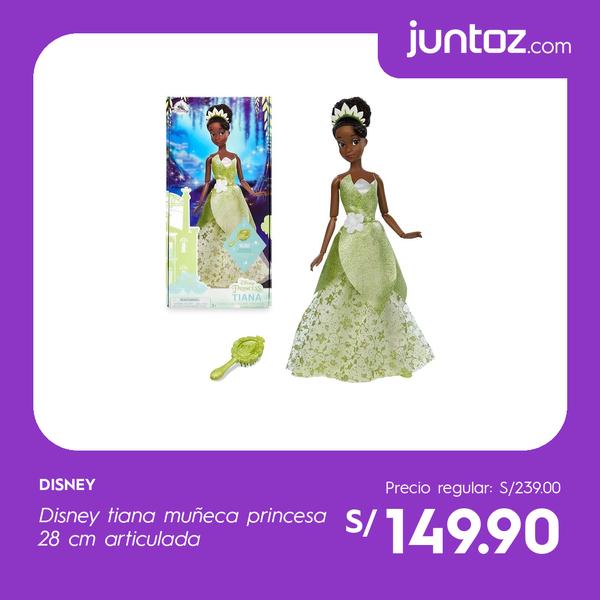 juntoz.com
Disney
Princess
TIANA
DISNEY
Precio regular: S/239.00
Disney tiana muñeca princesa
28 cm articulada
S/149.90